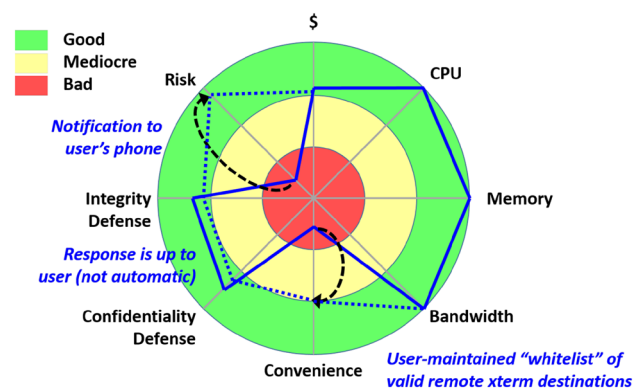 $
Good
Mediocre
Bad
Risk
CPU
Notification to
user's phone
Integrity
Defense
Memory
Response is up to
user (not automatic)
Confidentiality
Defense
Bandwidth
Convenience
User-maintained “whitelist” of
valid remote xterm destinations